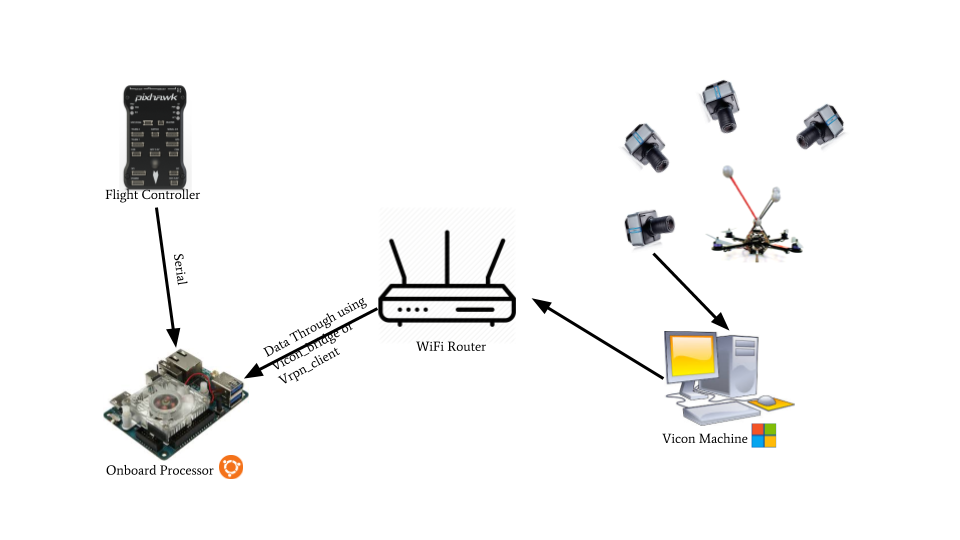 pixhawk
Flight Controller
Serial
Data Through using
Vicon_bridge or
Vrpn_client
WiFi Router
Onboard Processor
Vicon Machine